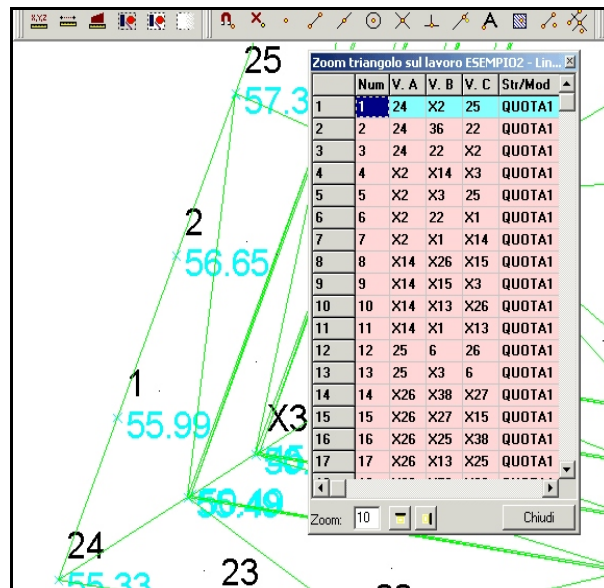 X,Y,Z
A
25
57.3
2
56.65
1
55.99
X3
50.49
24
55.33
23
Zoom triangolo sul lavoro ESEMPIO2 - Lin...
Num V. A V. B V. C Str/Mod
1 1 24 X2 25 QUOTA1
2 2 24 36 22 QUOTA1
3 3 24 22 X2 QUOTA1
4 4 X2 X14 X3 QUOTA1
5 5 X2 X3 25 QUOTA1
6 6 X2 22 X1 QUOTA1
7 7 X2 X1 X14 QUOTA1
8 8 X14 X26 X15 QUOTA1
9 9 X14 X15 X3 QUOTA1
10 10 X14 X13 X26 QUOTA1
11 11 X14 X1 X13 QUOTA1
12 12 25 6 26 QUOTA1
13 13 25 X3 6 QUOTA1
14 14 X26 X38 X27 QUOTA1
15 15 X26 X27 X15 QUOTA1
16 16 X26 X25 X38 QUOTA1
17 17 X26 X13 X25 QUOTA1
Zoom: 10 Chiudi